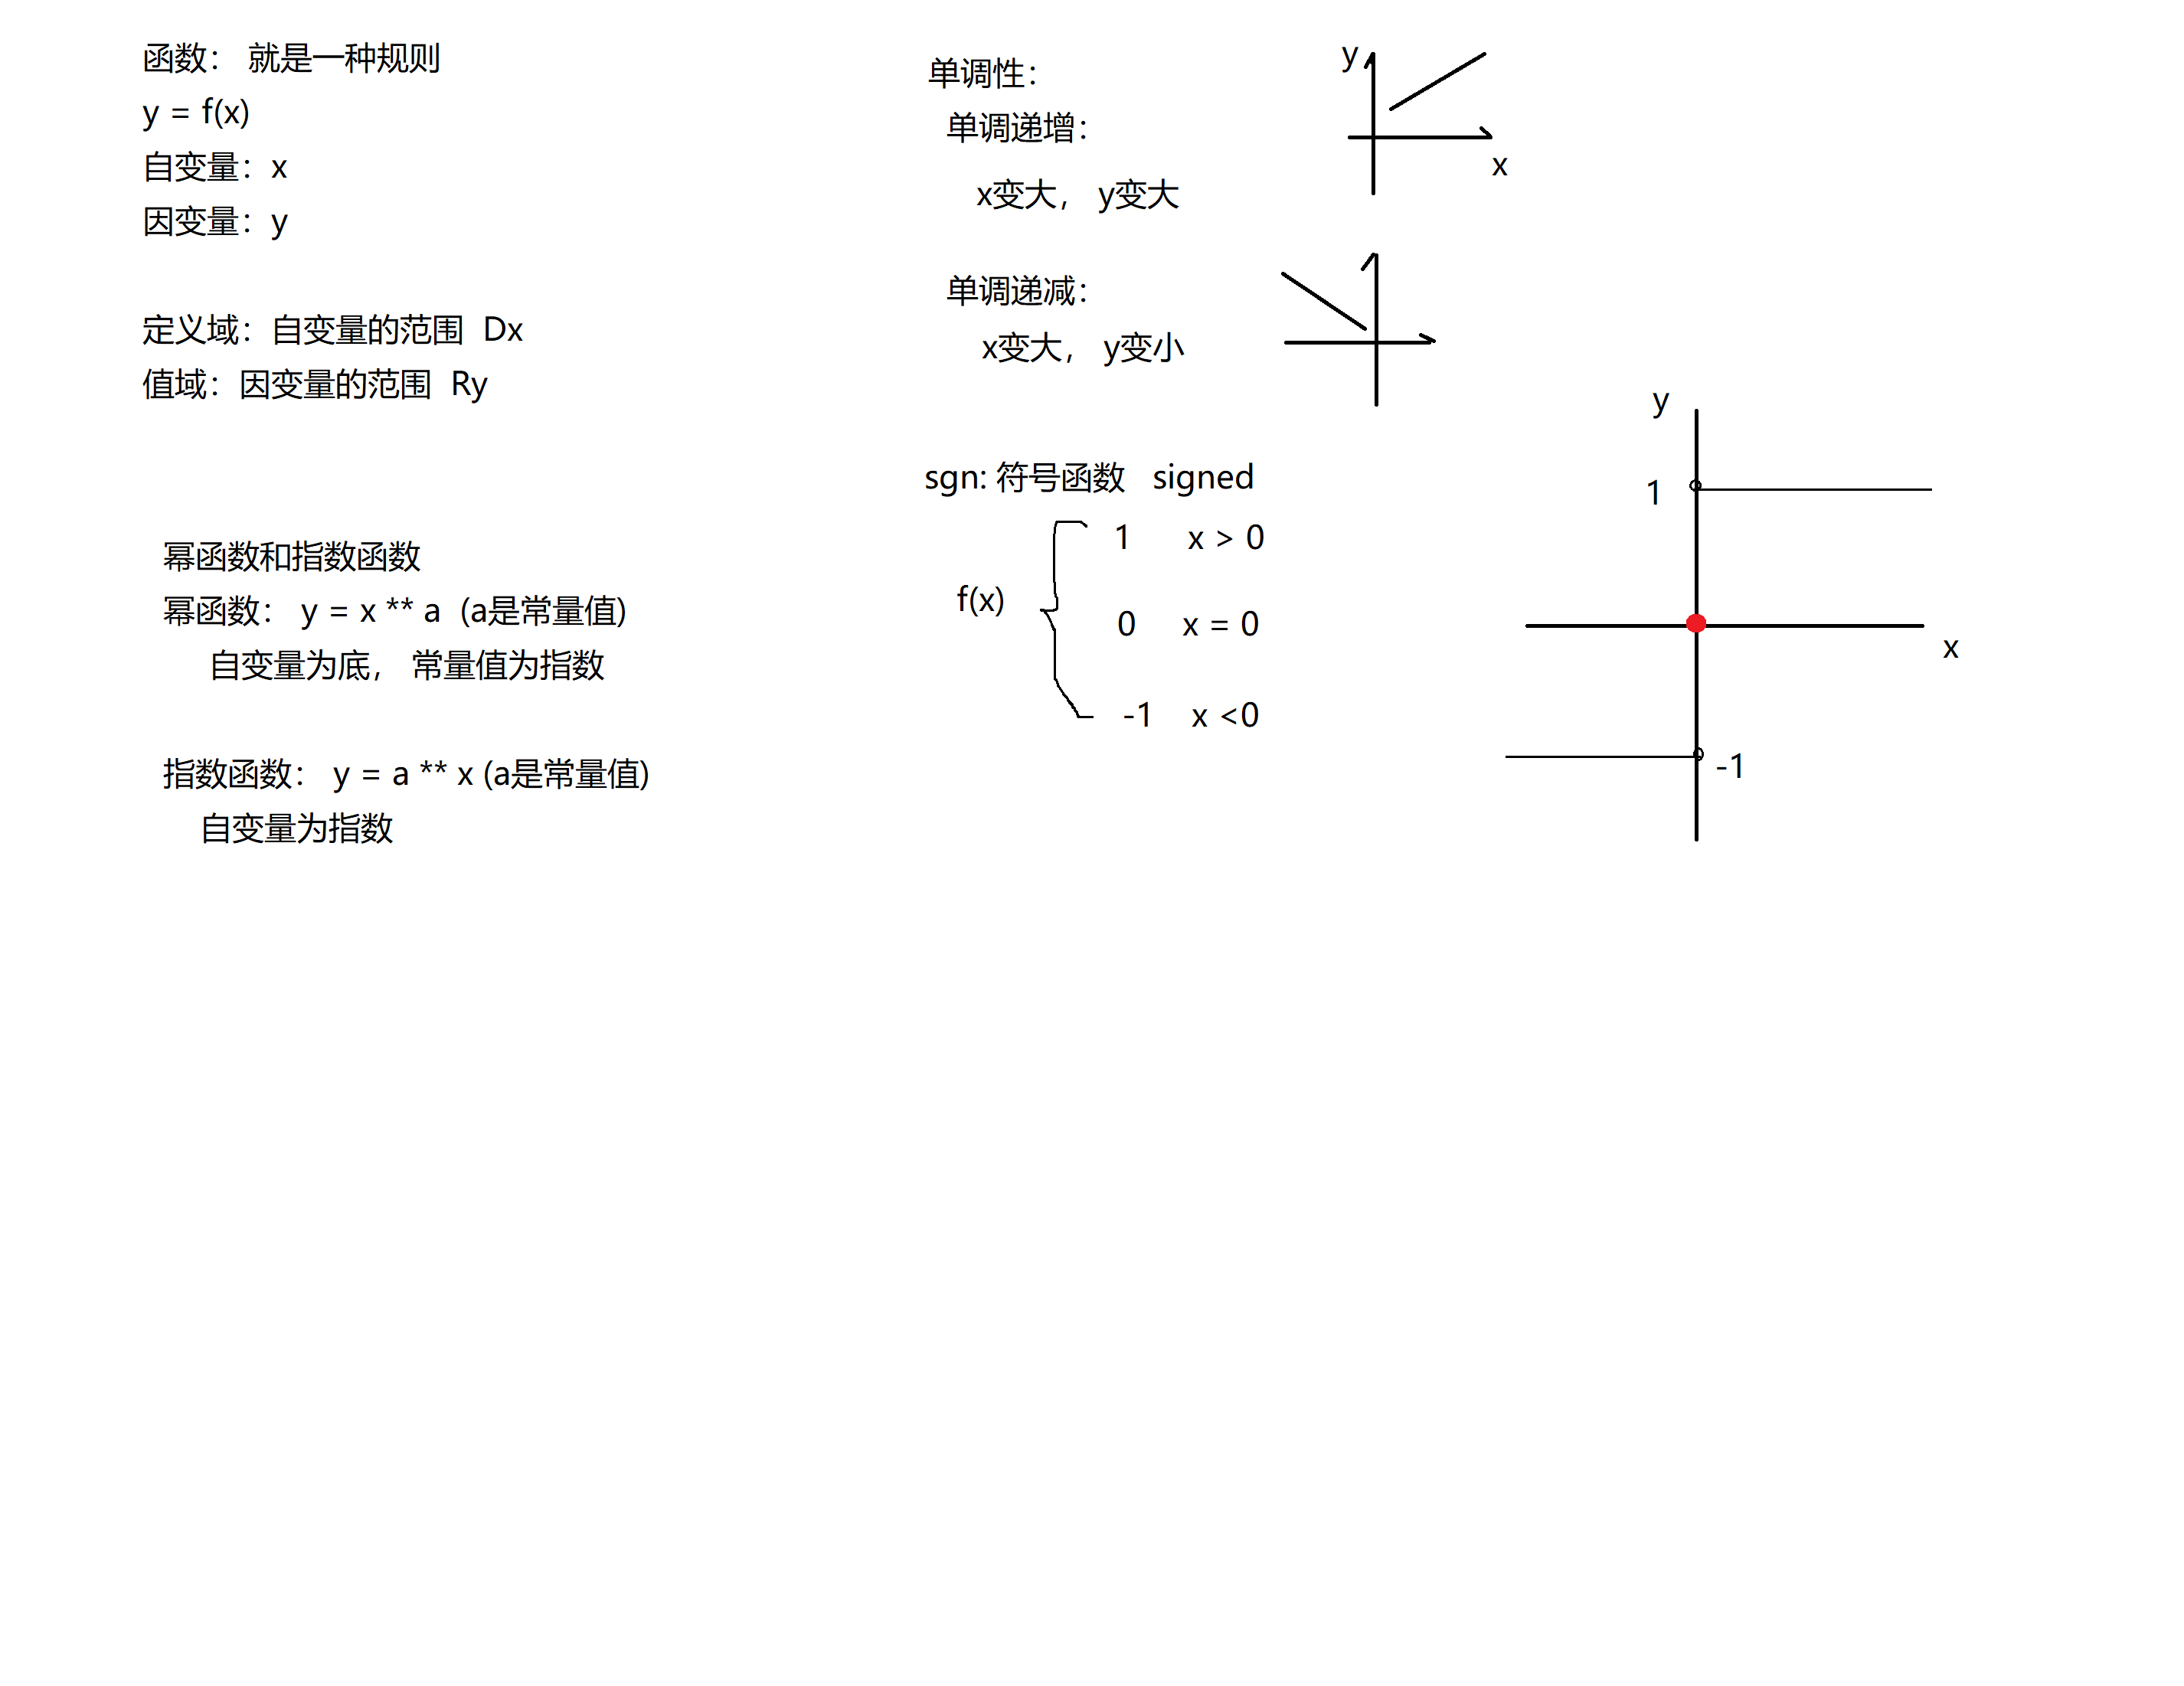 函数： 就是一种规则
y = f(x)
自变量：x
因变量：y
定义域：自变量的范围 Dx
值域：因变量的范围 Ry
幂函数和指数函数
幂函数： y = x ** a (a是常量值)
自变量为底， 常量值为指数
指数函数： y = a ** x (a是常量值)
自变量为指数
单调性：
单调递增：
x变大， y变大
y
x
单调递减：
x变大， y变小
sgn: 符号函数 signed
f(x)
1 x > 0
0 x = 0
-1 x <0
y
1
x
-1